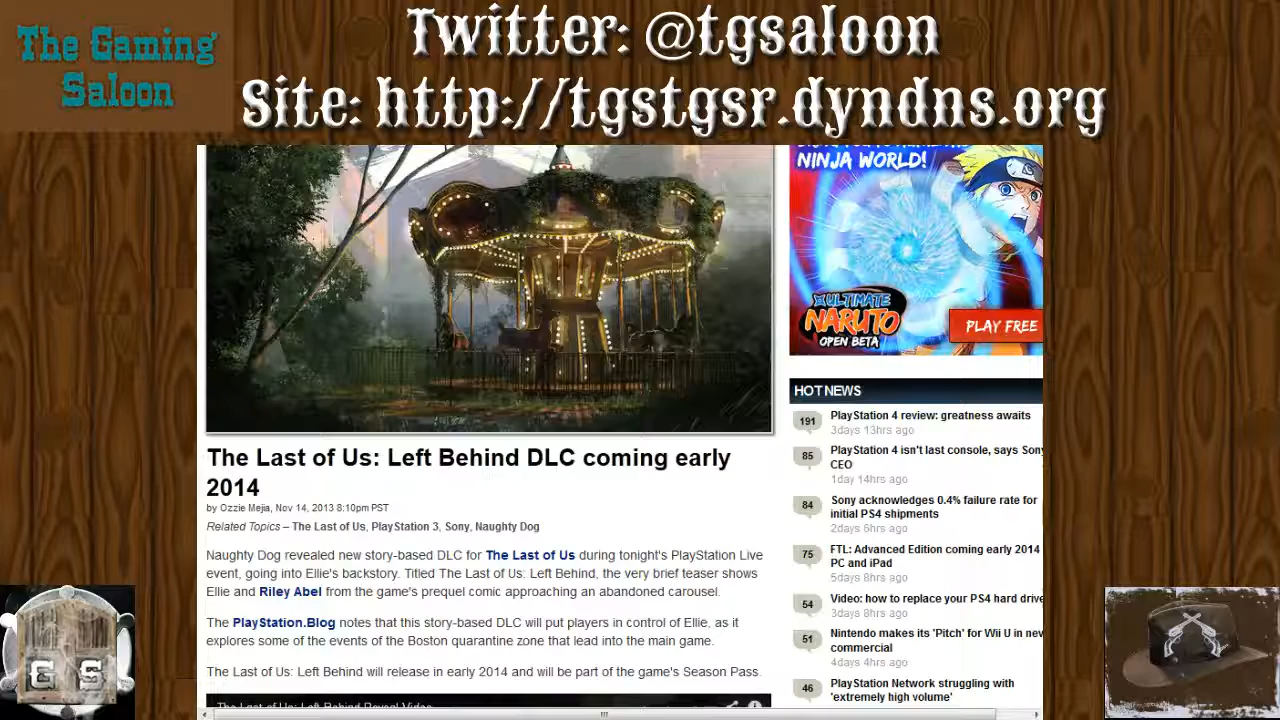 The Gaming
Saloon
Twitter: @tgsaloon
Site: http://tgstgsr.dyndns.org
NINJA WORLD!
ULTIMATE
NARUTO
OPEN BETA
PLAY FREE
The Last of Us: Left Behind DLC coming early
2014
by Ozzie Mejia, Nov 14, 2013 8:10pm PST
Related Topics – The Last of Us, PlayStation 3, Sony, Naughty Dog
Naughty Dog revealed new story-based DLC for The Last of Us during tonight's PlayStation Live
event, going into Ellie's backstory. Titled The Last of Us: Left Behind, the very brief teaser shows
Ellie and Riley Abel from the game's prequel comic approaching an abandoned carousel.
The PlayStation.Blog notes that this story-based DLC will put players in control of Ellie, as it
explores some of the events of the Boston quarantine zone that lead into the main game.
The Last of Us: Left Behind will release in early 2014 and will be part of the game's Season Pass.
The Last of Us: Left Behind Reveal Video
HOT NEWS
191
PlayStation 4 review: greatness awaits
3days 13hrs ago
85
PlayStation 4 isn't last console, says Sony
CEO
1day 14hrs ago
84
Sony acknowledges 0.4% failure rate for
initial PS4 shipments
2days 6hrs ago
75
FTL: Advanced Edition coming early 2014
PC and iPad
5days 8hrs ago
54
Video: how to replace your PS4 hard drive
3days 8hrs ago
51
Nintendo makes its 'Pitch' for Wii U in new
commercial
4days 4hrs ago
46
PlayStation Network struggling with
'extremely high volume'
G S